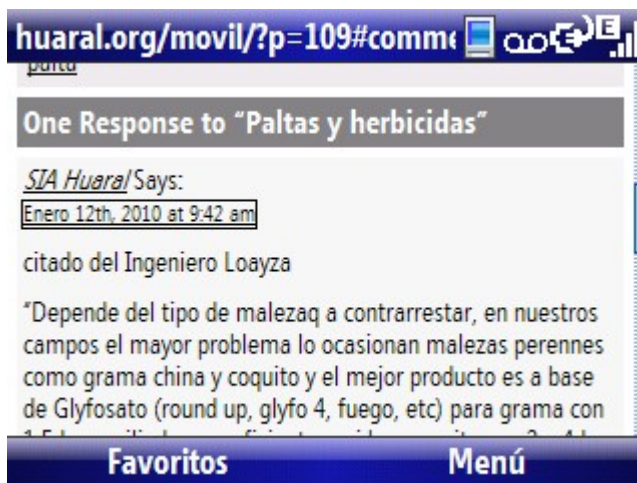 huaral.org/movil/?p=109#comme
E
palta
One Response to “Paltas y herbicidas”
SIA Huaral Says:
Enero 12th, 2010 at 9:42 am
citado del Ingeniero Loayza
“Depende del tipo de malezaq a contrarrestar, en nuestros
campos el mayor problema lo ocasionan malezas perennes
como grama china y coquito y el mejor producto es a base
de Glyfosato (round up, glyfo 4, fuego, etc) para grama con
Favoritos
Menú